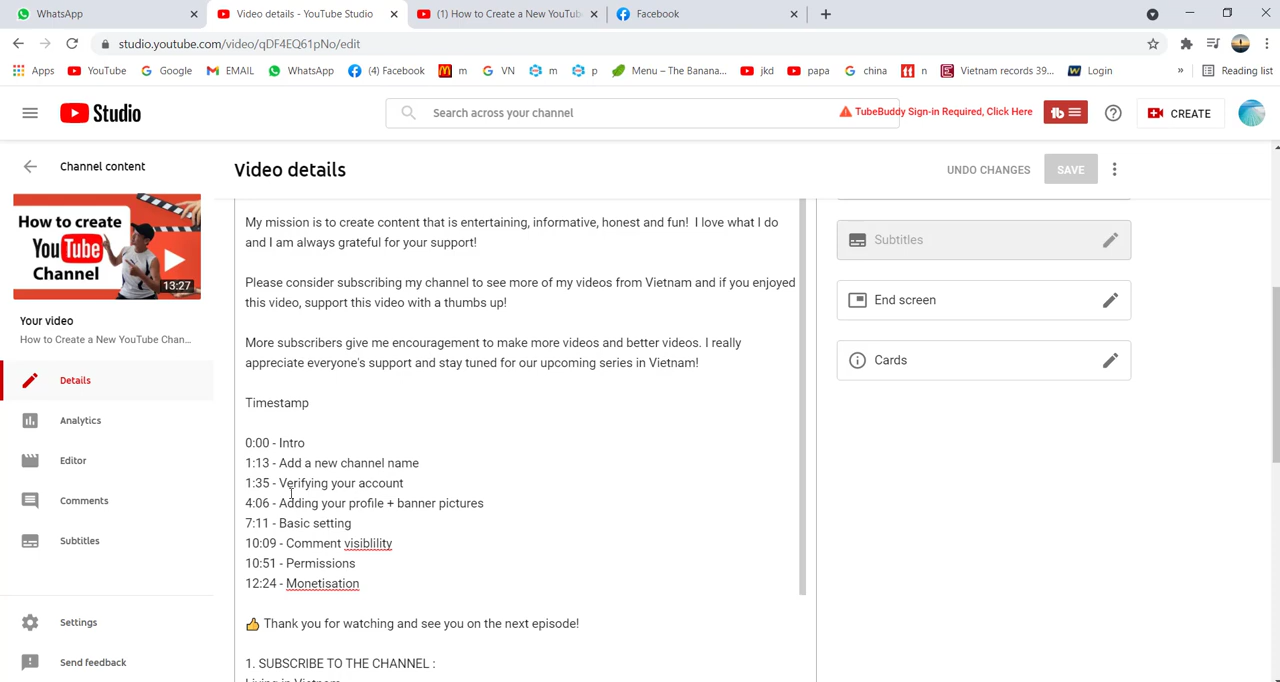 WhatsApp
Video details - YouTube Studio
(1) How to Create a New YouTub
Facebook
studio.youtube.com/video/qDF4EQ61pNo/edit
Apps
YouTube
Google
EMAIL
WhatsApp
(4) Facebook
m
VN
m
p
Menu – The Banana...
jkd
papa
china
n
Vietnam records 39...
Login
»
Reading list
Studio
Search across your channel
TubeBuddy Sign-in Required, Click Here
tb
CREATE
Channel content
Video details
UNDO CHANGES
SAVE
How to create
YouTube
Channel
13:27
Your video
How to Create a New YouTube Chan...
Details
Analytics
Editor
Comments
Subtitles
Settings
Send feedback
My mission is to create content that is entertaining, informative, honest and fun!  I love what I do
and I am always grateful for your support!
Please consider subscribing my channel to see more of my videos from Vietnam and if you enjoyed
this video, support this video with a thumbs up!
More subscribers give me encouragement to make more videos and better videos. I really
appreciate everyone's support and stay tuned for our upcoming series in Vietnam!
Timestamp
0:00 - Intro
1:13 - Add a new channel name
1:35 - Verifying your account
4:06 - Adding your profile + banner pictures
7:11 - Basic setting
10:09 - Comment visiblility
10:51 - Permissions
12:24 - Monetisation
👍 Thank you for watching and see you on the next episode!
1. SUBSCRIBE TO THE CHANNEL :
Living in Vietnam
Subtitles
End screen
Cards